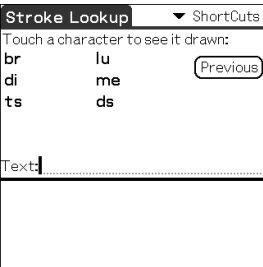 Stroke Lookup ▼ ShortCuts
Touch a character to see it drawn:
br lu
Previous
di me
ts ds
Text: